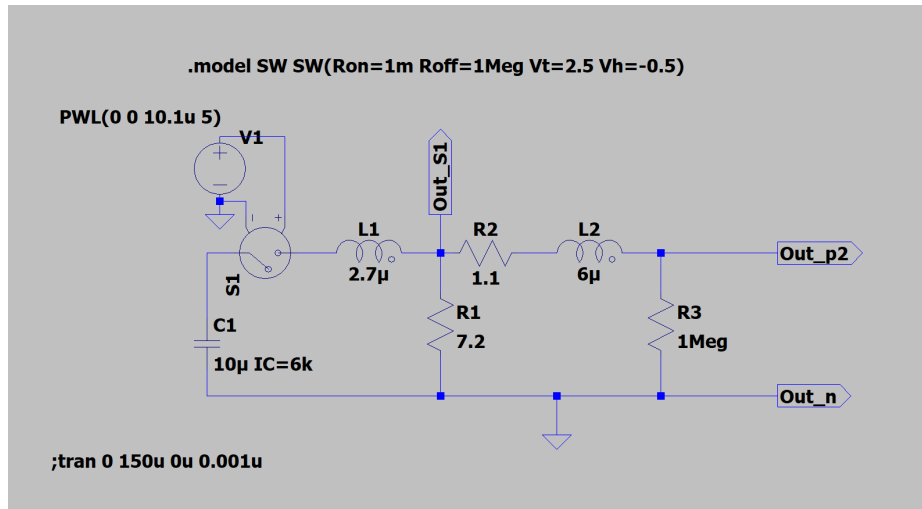 .model SW SW(Ron=1m Roff=1Meg Vt=2.5 Vh=-0.5)
PWL(0 0 10.1u 5)
V1
Out_S1
S1
L1
2.7µ
R2
1.1
L2
6µ
Out_p2
C1
10µ IC=6k
R1
7.2
R3
1Meg
Out_n
;tran 0 150u 0u 0.001u